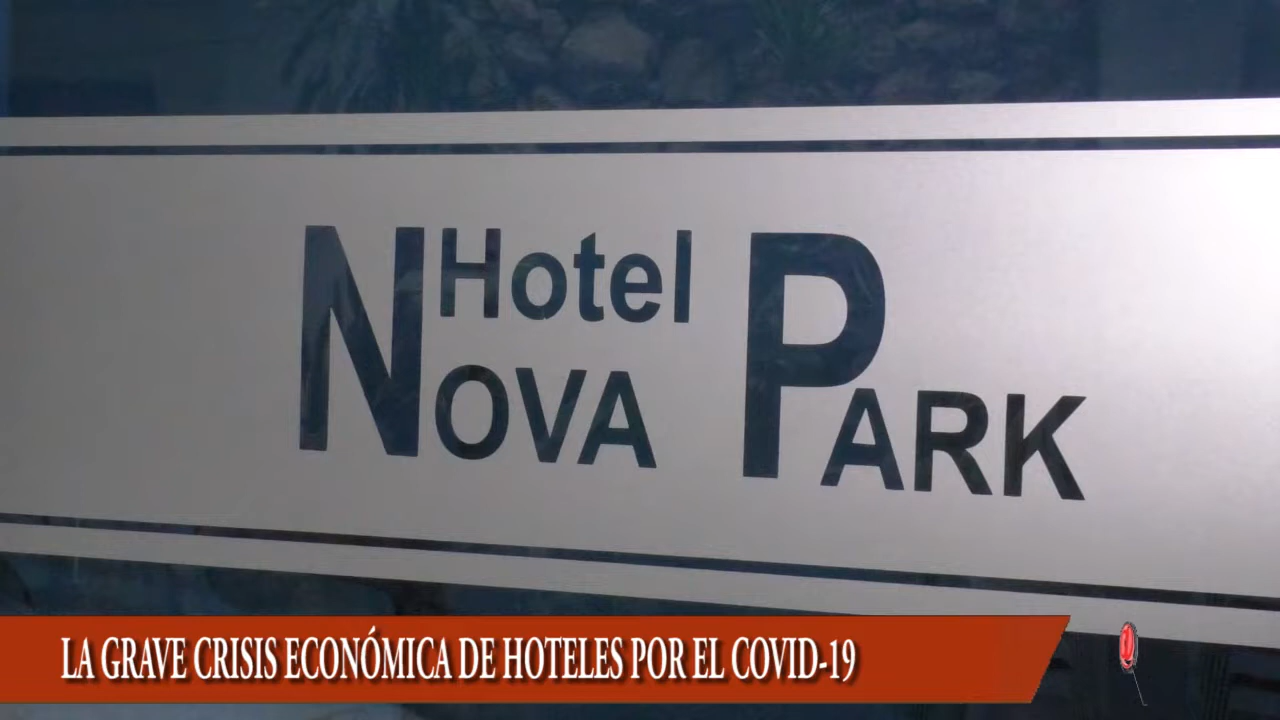 Hotel
NOVA PARK
LA GRAVE CRISIS ECONÓMICA DE HOTELES POR EL COVID-19